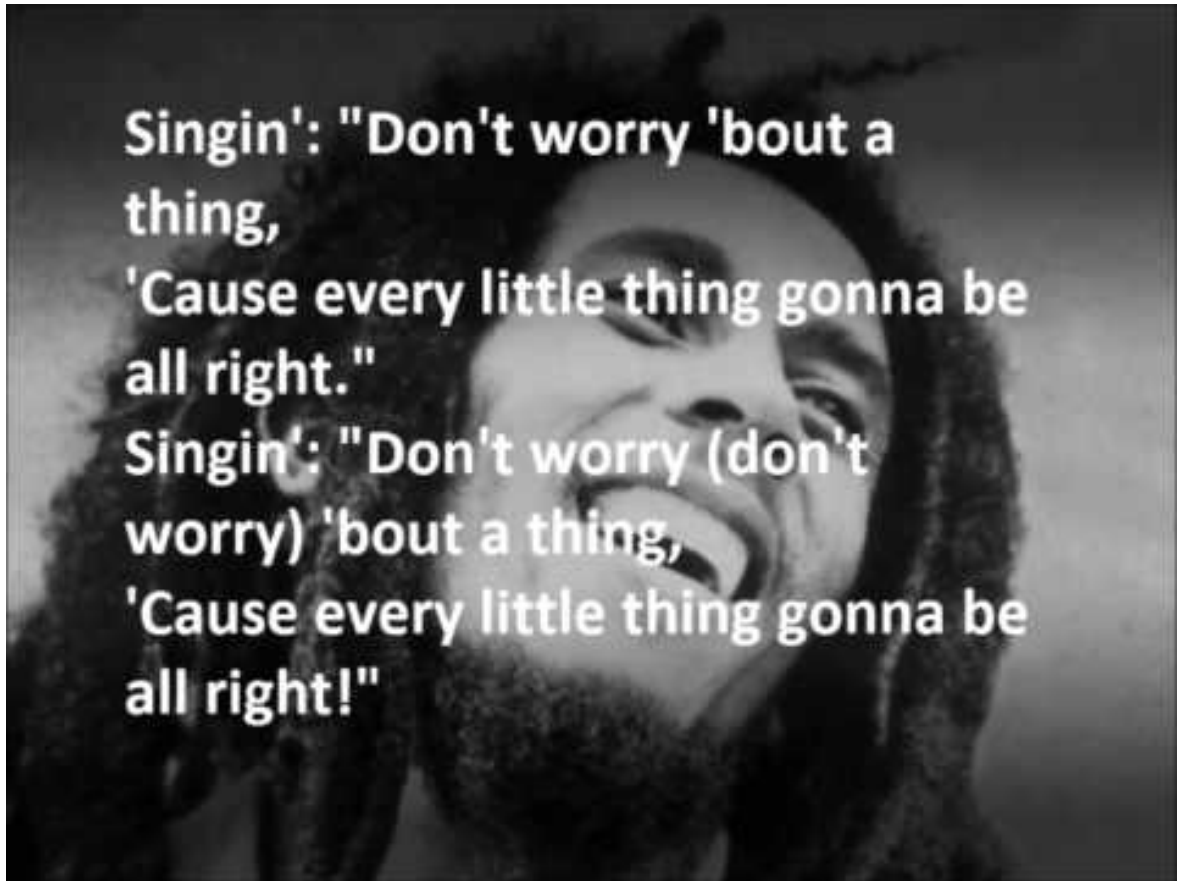 Singin': "Don't worry 'bout a
thing,
'Cause every little thing gonna be
all right."
Singin': "Don't worry (don't
worry) 'bout a thing,
'Cause every little thing gonna be
all right!"